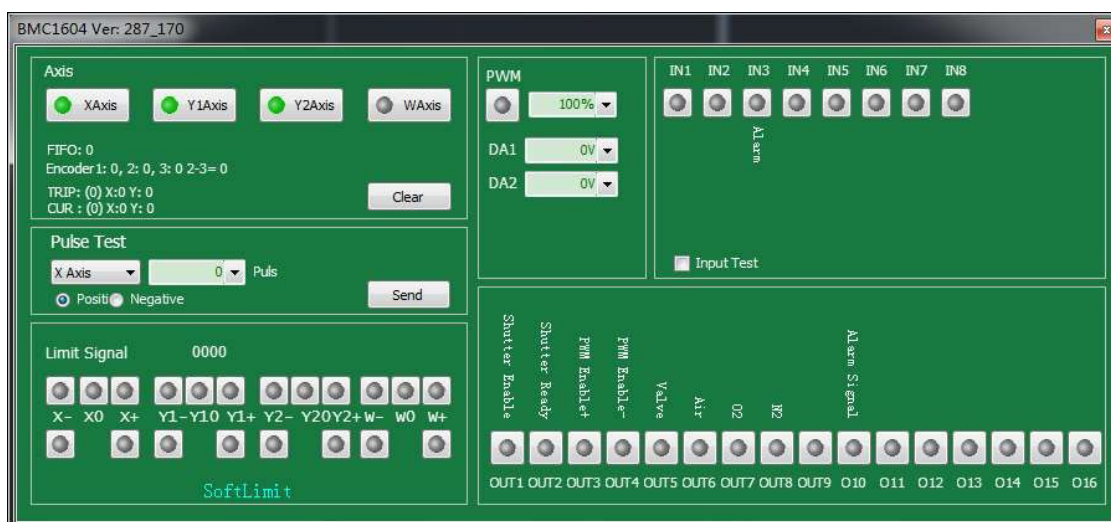 BMC1604 Ver: 287_170
Axis
XAxis Y1Axis Y2Axis WAxis
FIFO: 0
Encoder1: 0, 2: 0, 3: 0 2-3= 0
TRIP: (0) X:0 Y: 0
CUR : (0) X:0 Y: 0
Clear
Pulse Test
X Axis 0 Puls
Positi Negative
Send
Limit Signal 0000
X- X0 X+ Y1- Y10 Y1+ Y2- Y20 Y2+ W- W0 W+
SoftLimit
PWM
100%
DA1 0V
DA2 0V
IN1 IN2 IN3 IN4 IN5 IN6 IN7 IN8
Alarm
Input Test
Shutter Enable
Shutter Ready
PWM Enable+
PWM Enable-
Valve
Air
O2
N2
Alarm Signal
OUT1 OUT2 OUT3 OUT4 OUT5 OUT6 OUT7 OUT8 OUT9 O10 O11 O12 O13 O14 O15 O16